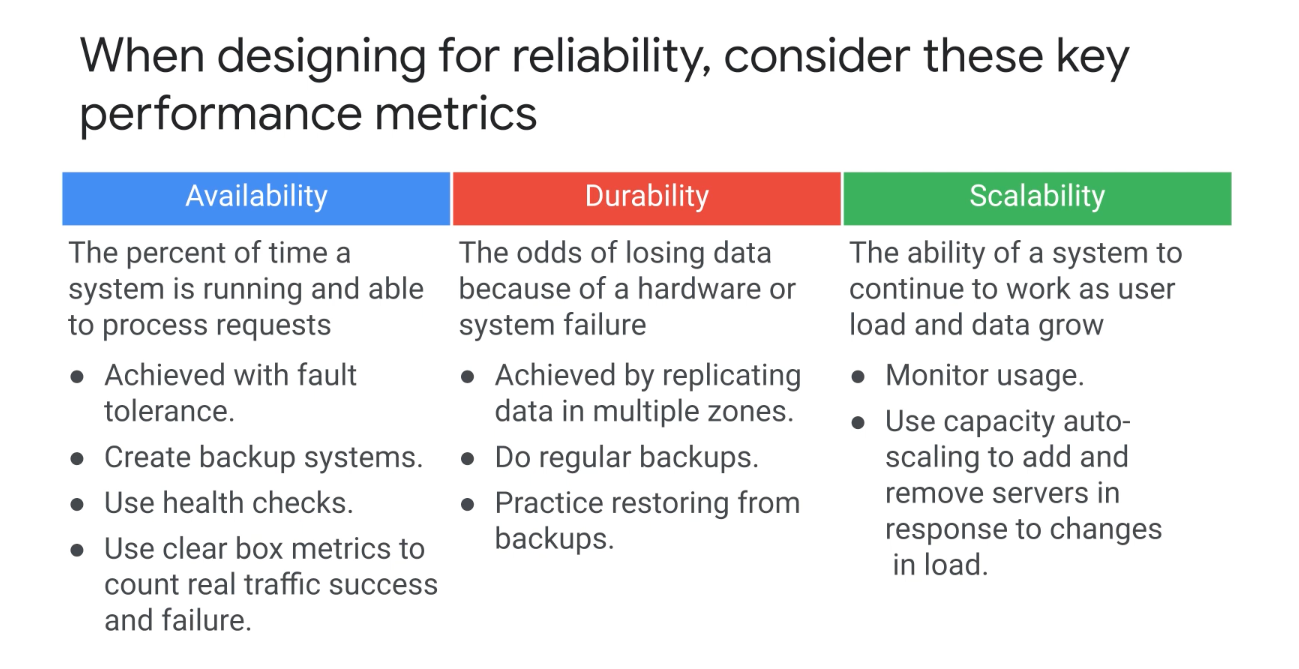 When designing for reliability, consider these key
performance metrics
Availability
The percent of time a
system is running and able
to process requests
● Achieved with fault
tolerance.
● Create backup systems.
● Use health checks.
● Use clear box metrics to
count real traffic success
and failure.
Durability
The odds of losing data
because of a hardware or
system failure
● Achieved by replicating
data in multiple zones.
● Do regular backups.
● Practice restoring from
backups.
Scalability
The ability of a system to
continue to work as user
load and data grow
● Monitor usage.
● Use capacity auto-
scaling to add and
remove servers in
response to changes
in load.